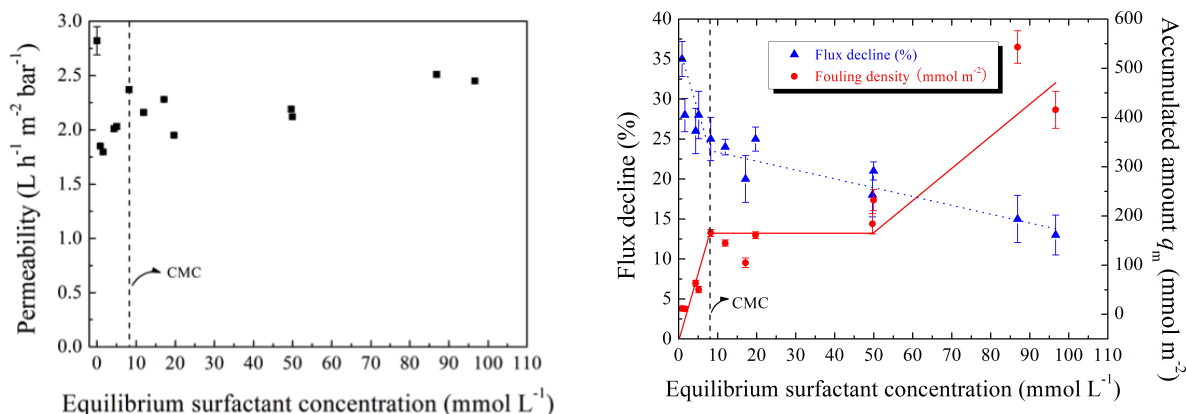 3.0
2.5
2.0
1.5
1.0
0.5
0.0
Permeability (L h⁻¹ m⁻² bar⁻¹)
CMC
0 10 20 30 40 50 60 70 80 90 100 110
Equilibrium surfactant concentration (mmol L⁻¹)
40
35
30
25
20
15
10
5
0
Flux decline (%)
Flux decline (%)
Fouling density (mmol m⁻²)
CMC
600
500
400
300
200
100
0
Accumulated amount qₘ (mmol m⁻²)
0 10 20 30 40 50 60 70 80 90 100 110
Equilibrium surfactant concentration (mmol L⁻¹)